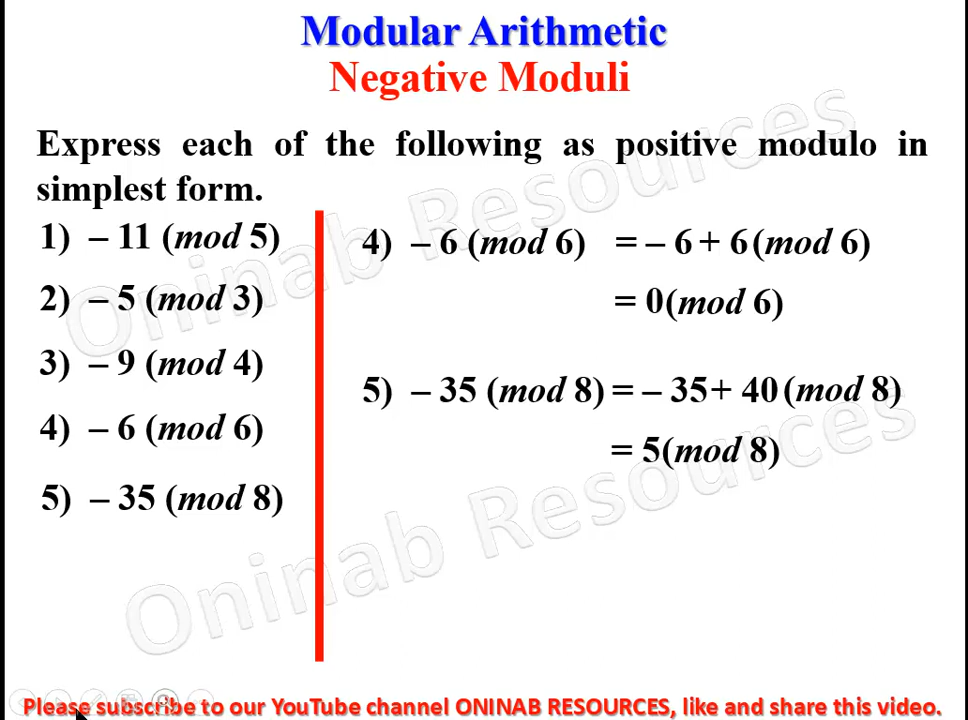 Modular Arithmetic
Negative Moduli
Express each of the following as positive modulo in
simplest form.
1) – 11 (mod 5)
2) – 5 (mod 3)
3) – 9 (mod 4)
4) – 6 (mod 6)
5) – 35 (mod 8)
4) – 6 (mod 6) = – 6 + 6 (mod 6)
= 0(mod 6)
5) – 35 (mod 8) = – 35 + 40 (mod 8)
= 5(mod 8)
Oninab Resources
Oninab Resources
Please subscribe to our YouTube channel ONINAB RESOURCES, like and share this video.